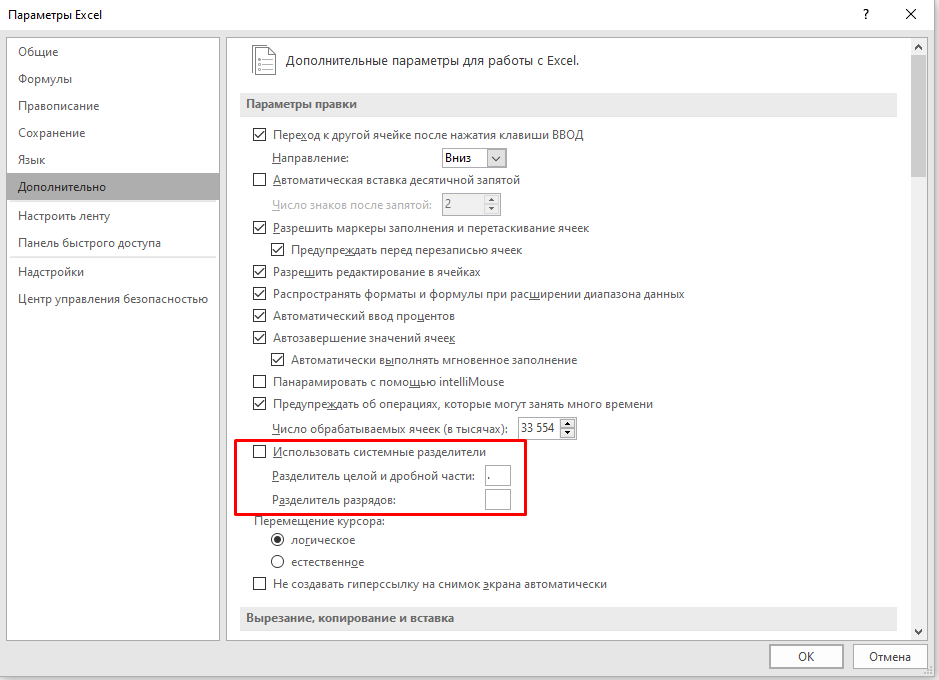 Параметры Excel
?
Общие
Формулы
Правописание
Сохранение
Язык
Дополнительно
Настроить ленту
Панель быстрого доступа
Надстройки
Центр управления безопасностью
Дополнительные параметры для работы с Excel.
Параметры правки
Переход к другой ячейке после нажатия клавиши ВВОД
Направление: Вниз
Автоматическая вставка десятичной запятой
Число знаков после запятой: 2
Разрешить маркеры заполнения и перетаскивание ячеек
Предупреждать перед перезаписью ячеек
Разрешить редактирование в ячейках
Распространять форматы и формулы при расширении диапазона данных
Автоматический ввод процентов
Автозавершение значений ячеек
Автоматически выполнять мгновенное заполнение
Панарамировать с помощью intelliMouse
Предупреждать об операциях, которые могут занять много времени
Число обрабатываемых ячеек (в тысячах): 33 554
Использовать системные разделители
Разделитель целой и дробной части: .
Разделитель разрядов:
Перемещение курсора:
логическое
естественное
Не создавать гиперссылку на снимок экрана автоматически
Вырезание, копирование и вставка
ОК
Отмена